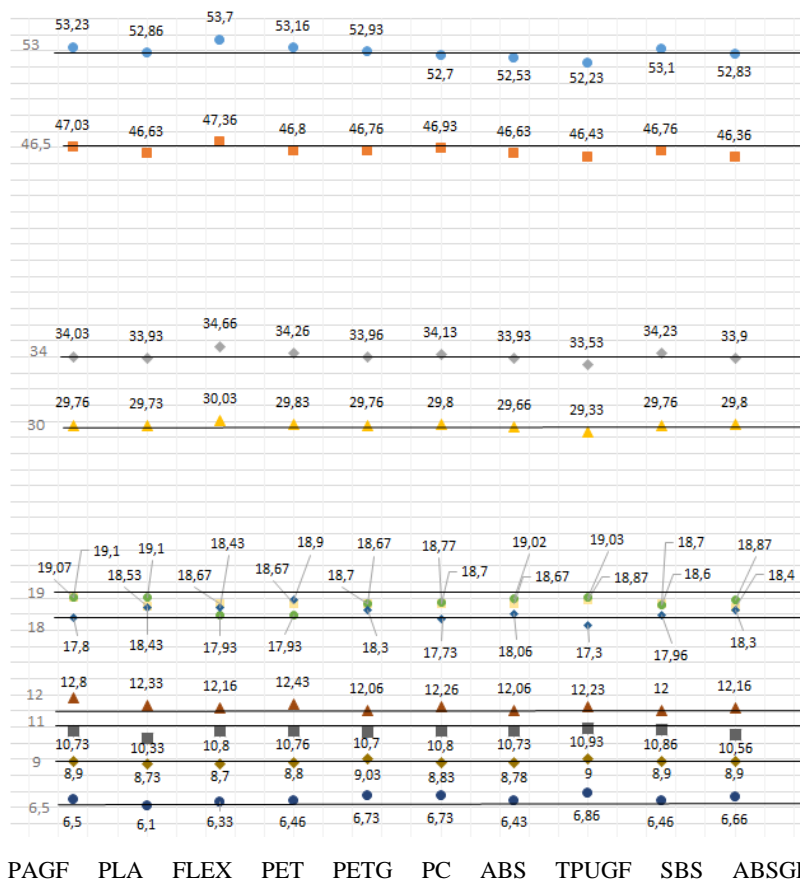 53,23 52,86 53,7 53,16 52,93
53
52,7 52,53 52,23 53,1 52,83
47,03 46,63 47,36 46,8 46,76 46,93 46,63 46,43 46,76 46,36
46,5
34,03 33,93 34,66 34,26 33,96 34,13 33,93 33,53 34,23 33,9
34
29,76 29,73 30,03 29,83 29,76 29,8 29,66 29,33 29,76 29,8
30
19,1 19,1 18,43 18,9 18,67 18,77 19,02 19,03 18,7 18,87
19,07 18,53 18,67 18,67 18,7 18,7 18,67 18,87 18,6 18,4
19
18
17,8 18,43 17,93 17,93 18,3 17,73 18,06 17,3 17,96 18,3
12,8 12,33 12,16 12,43 12,06 12,26 12,06 12,23 12 12,16
12
11
10,73 10,33 10,8 10,76 10,7 10,8 10,73 10,93 10,86 10,56
9
8,9 8,73 8,7 8,8 9,03 8,83 8,78 9 8,9 8,9
6,5
6,5 6,1 6,33 6,46 6,73 6,73 6,43 6,86 6,46 6,66
PAGF PLA FLEX PET PETG PC ABS TPUGF SBS